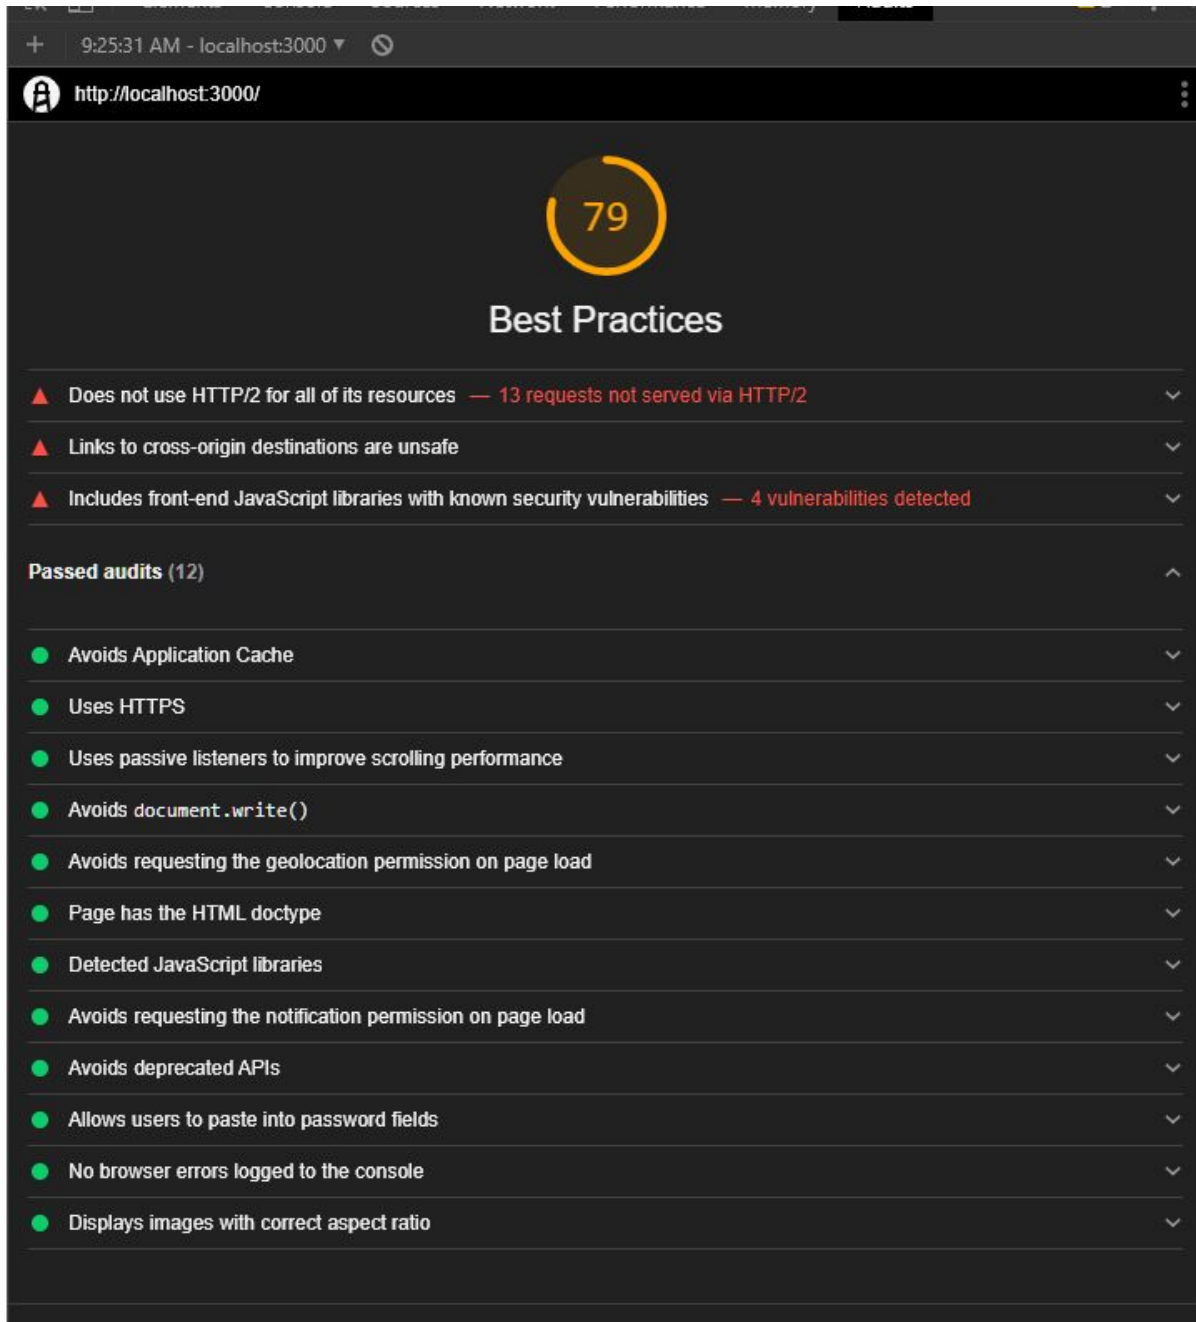 9:25:31 AM - localhost:3000 ▼
http://localhost:3000/
79
Best Practices
Does not use HTTP/2 for all of its resources — 13 requests not served via HTTP/2
Links to cross-origin destinations are unsafe
Includes front-end JavaScript libraries with known security vulnerabilities — 4 vulnerabilities detected
Passed audits (12)
Avoids Application Cache
Uses HTTPS
Uses passive listeners to improve scrolling performance
Avoids document.write()
Avoids requesting the geolocation permission on page load
Page has the HTML doctype
Detected JavaScript libraries
Avoids requesting the notification permission on page load
Avoids deprecated APIs
Allows users to paste into password fields
No browser errors logged to the console
Displays images with correct aspect ratio